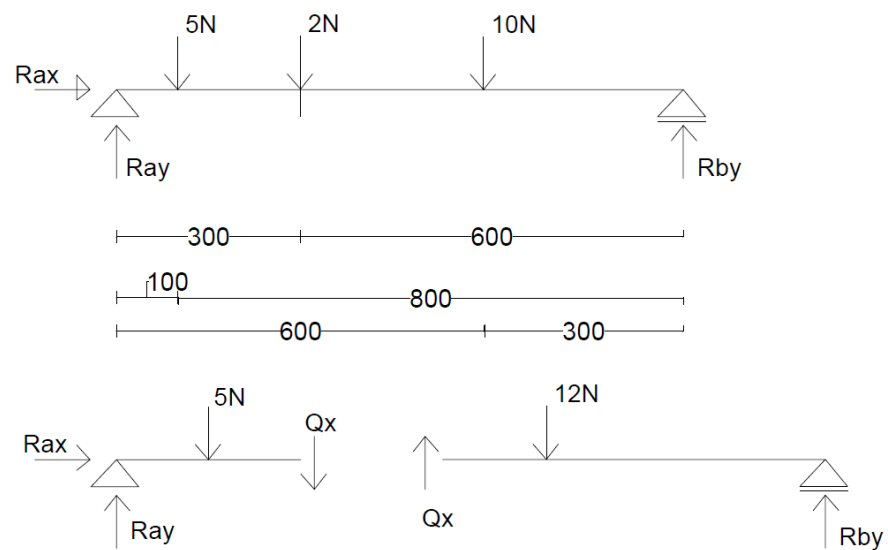 5N 2N 10N
Rax
Ray Rby
300 600
100
800
600 300
5N 12N
Qx
Rax
Qx
Ray Rby